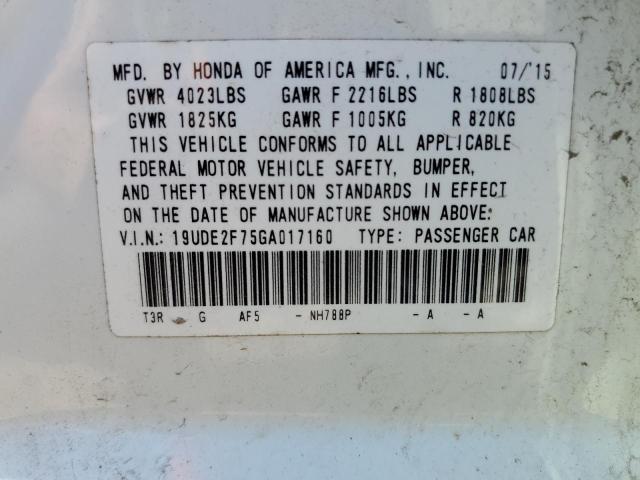 MFD. BY HONDA OF AMERICA MFG., INC. 07/'15
GVWR 4023LBS GAWR F 2216LBS R 1808LBS
GVWR 1825KG GAWR F 1005KG R 820KG
THIS VEHICLE CONFORMS TO ALL APPLICABLE
FEDERAL MOTOR VEHICLE SAFETY, BUMPER,
AND THEFT PREVENTION STANDARDS IN EFFECT
ON THE DATE OF MANUFACTURE SHOWN ABOVE.
V.I.N.: 19UDE2F75GA017160 TYPE: PASSENGER CAR
T3R G AF5 - NH788P - A - A